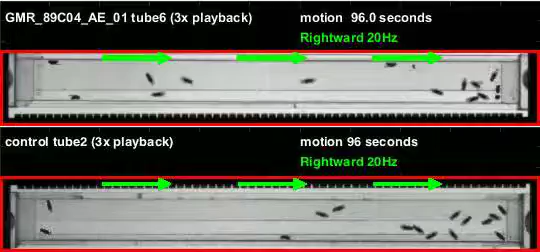 GMR_89C04_AE_01 tube6 (3x playback)
motion  96.0 seconds
Rightward 20Hz
control tube2 (3x playback)
motion 96 seconds
Rightward 20Hz